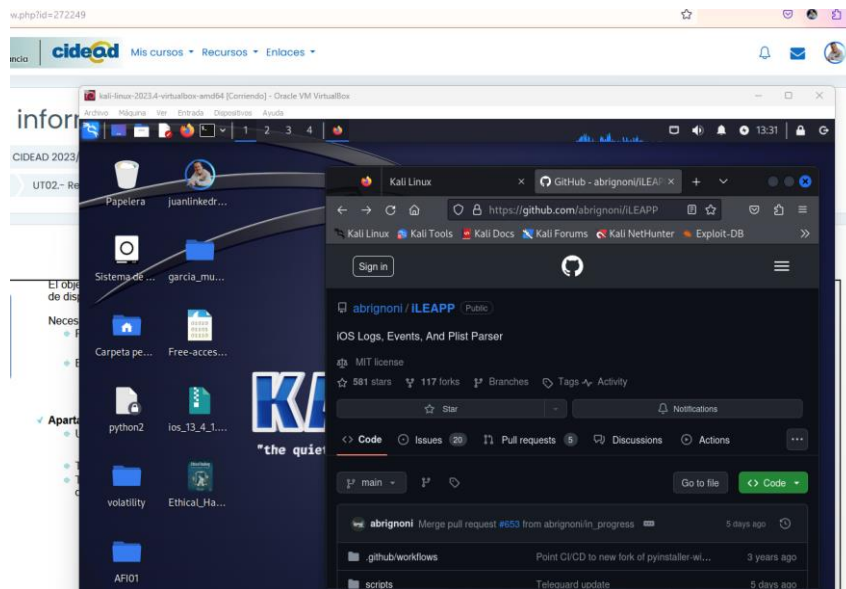 w.php?id=272249
ncia cidead Mis cursos Recursos Enlaces
kali-linux-2023.4-virtualbox-amd64 [Corriendo] - Oracle VM VirtualBox
Archivo Máquina Ver Entrada Dispositivos Ayuda
infor
1 2 3 4 13:31
CIDEAD 2023/
UT02.- Re
Papelera juanlinkedr...
Sistema de ... garcia_mu...
Carpeta pe... Free-acces...
python2 ios_13_4_1....
volatility Ethical_Ha...
AFI01
El obje
de disp
Neces
Aparta
KA
"the quiet
Kali Linux GitHub - abrignoni/iLEAP
https://github.com/abrignoni/iLEAPP
Kali Linux Kali Tools Kali Docs Kali Forums Kali NetHunter Exploit-DB
Sign in
abrignoni / iLEAPP Public
iOS Logs, Events, And Plist Parser
MIT license
581 stars 117 forks Branches Tags Activity
Star Notifications
Code Issues 20 Pull requests 5 Discussions Actions
main Go to file Code
abrignoni Merge pull request #653 from abrignoni/in_progress 5 days ago
.github/workflows Point CI/CD to new fork of pyinstaller-wi... 3 years ago
scripts Teleguard update 5 days ago